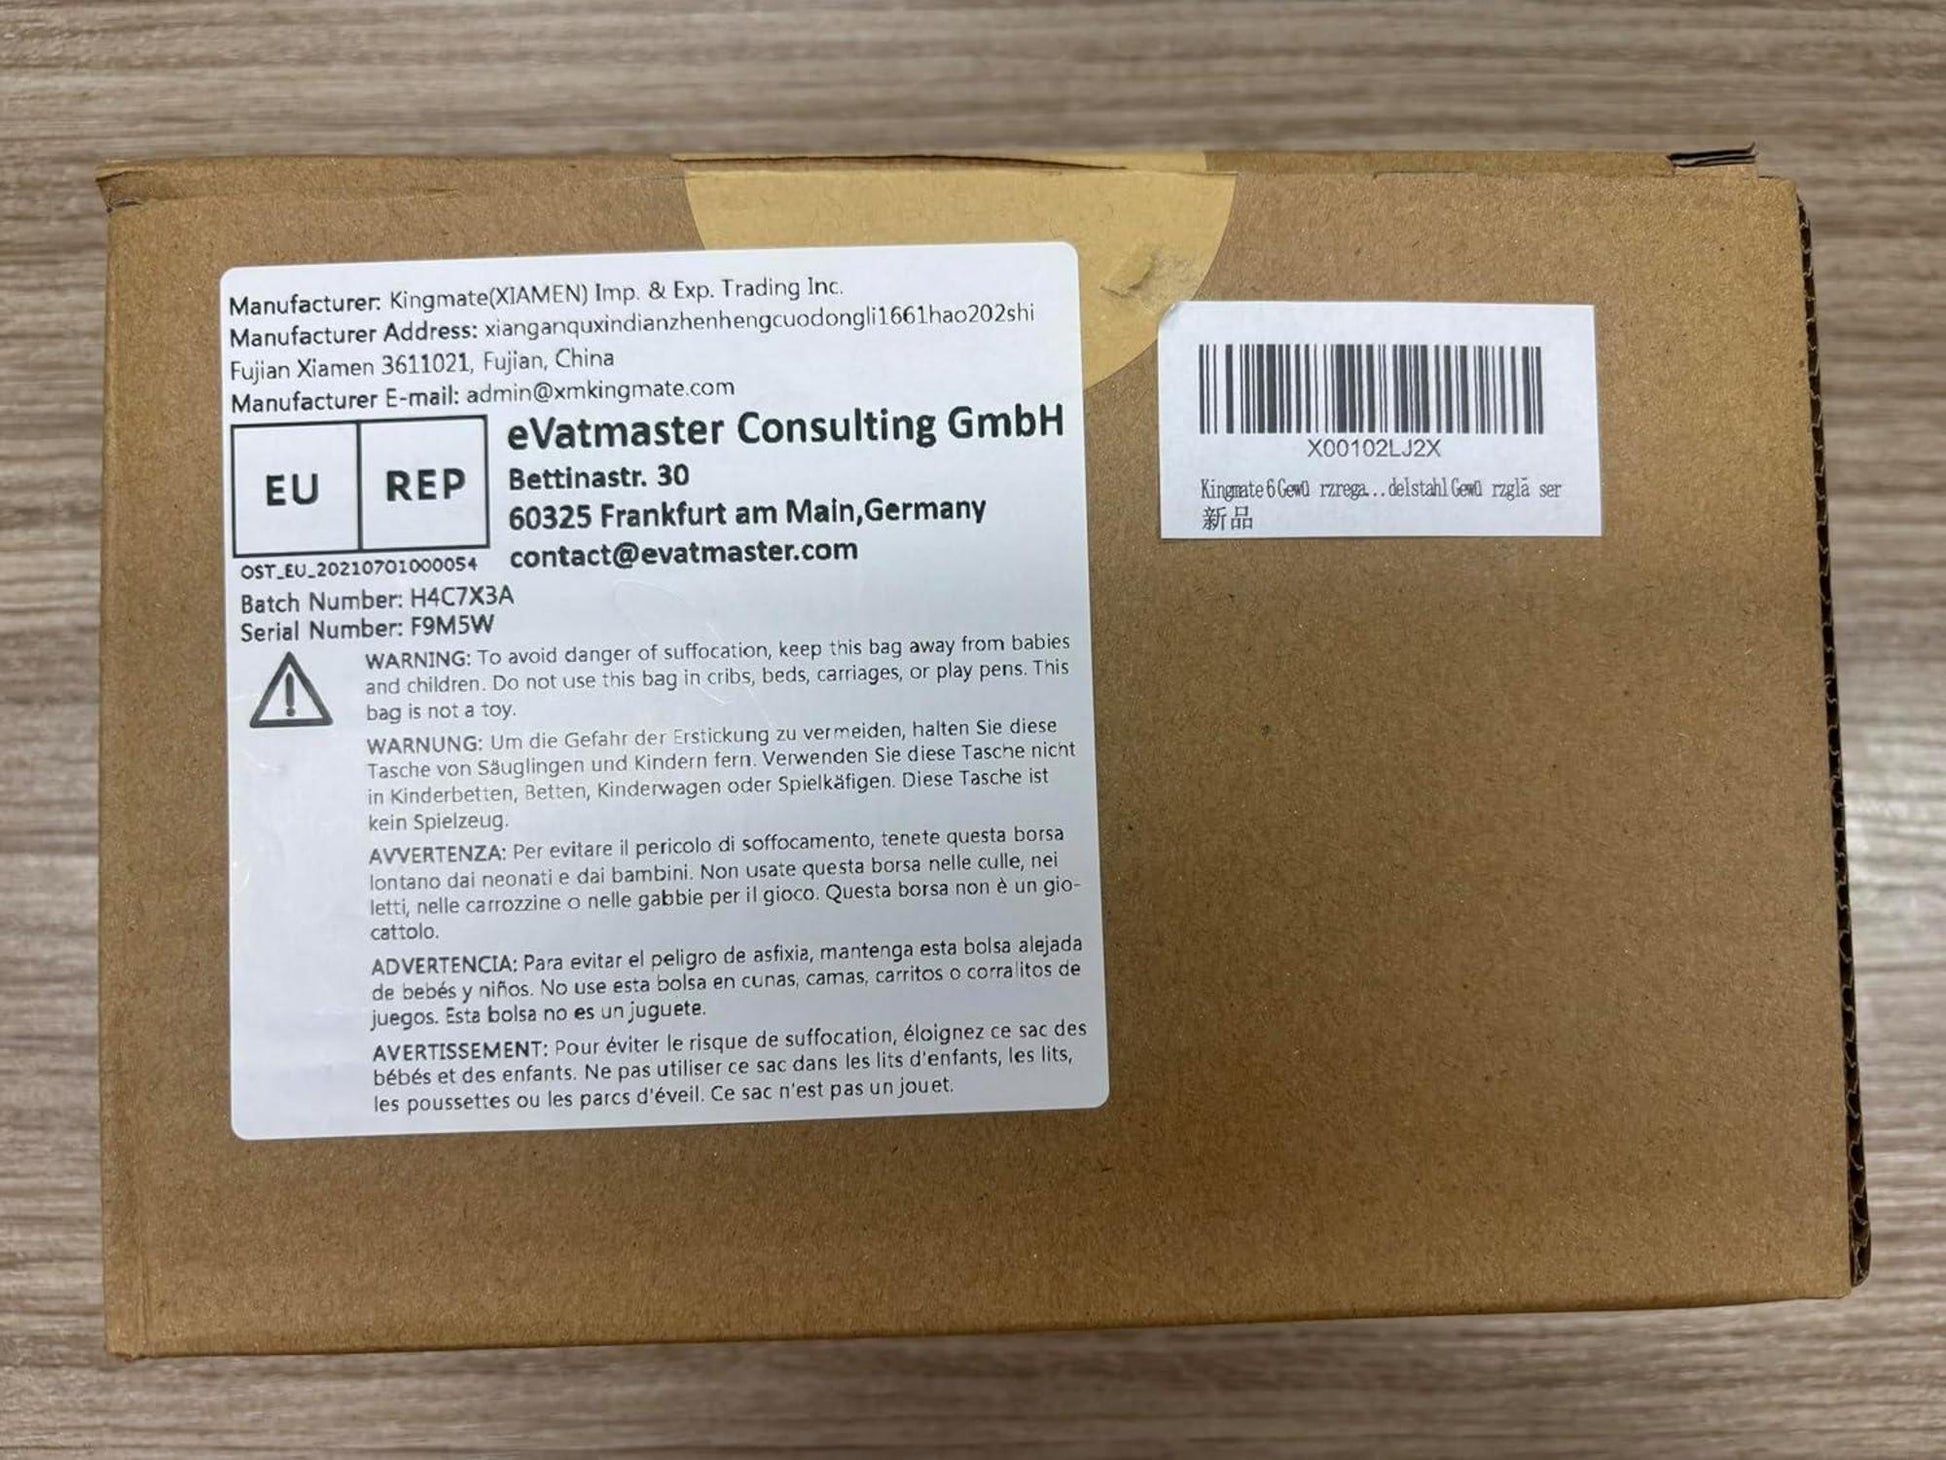 Manufacturer: Kingmate(XIAMEN) Imp. & Exp. Trading Inc.
Manufacturer Address: xianganquxindianzhenhengcuodongli1661hao202shi
Fujian Xiamen 3611021, Fujian, China
Manufacturer E-mail: admin@xmkingmate.com
EU REP
eVatmaster Consulting GmbH
Bettinastr. 30
60325 Frankfurt am Main,Germany
contact@evatmaster.com
OST_EU_20210701000054
Batch Number: H4C7X3A
Serial Number: F9M5W
WARNING: To avoid danger of suffocation, keep this bag away from babies
and children. Do not use this bag in cribs, beds, carriages, or play pens. This
bag is not a toy.
WARNUNG: Um die Gefahr der Erstickung zu vermeiden, halten Sie diese
Tasche von Säuglingen und Kindern fern. Verwenden Sie diese Tasche nicht
in Kinderbetten, Betten, Kinderwagen oder Spielkäfigen. Diese Tasche ist
kein Spielzeug.
AVVERTENZA: Per evitare il pericolo di soffocamento, tenete questa borsa
lontano dai neonati e dai bambini. Non usate questa borsa nelle culle, nei
letti, nelle carrozzine o nelle gabbie per il gioco. Questa borsa non è un gio-
cattolo.
ADVERTENCIA: Para evitar el peligro de asfixia, mantenga esta bolsa alejada
de bebés y niños. No use esta bolsa en cunas, camas, carritos o corralitos de
juegos. Esta bolsa no es un juguete.
AVERTISSEMENT: Pour éviter le risque de suffocation, éloignez ce sac des
bébés et des enfants. Ne pas utiliser ce sac dans les lits d'enfants, les lits,
les poussettes ou les parcs d'éveil. Ce sac n'est pas un jouet.
X00102LJ2X
Kingmate 6 Gewü rzrega...delstahl Gewü rzglä ser
新品